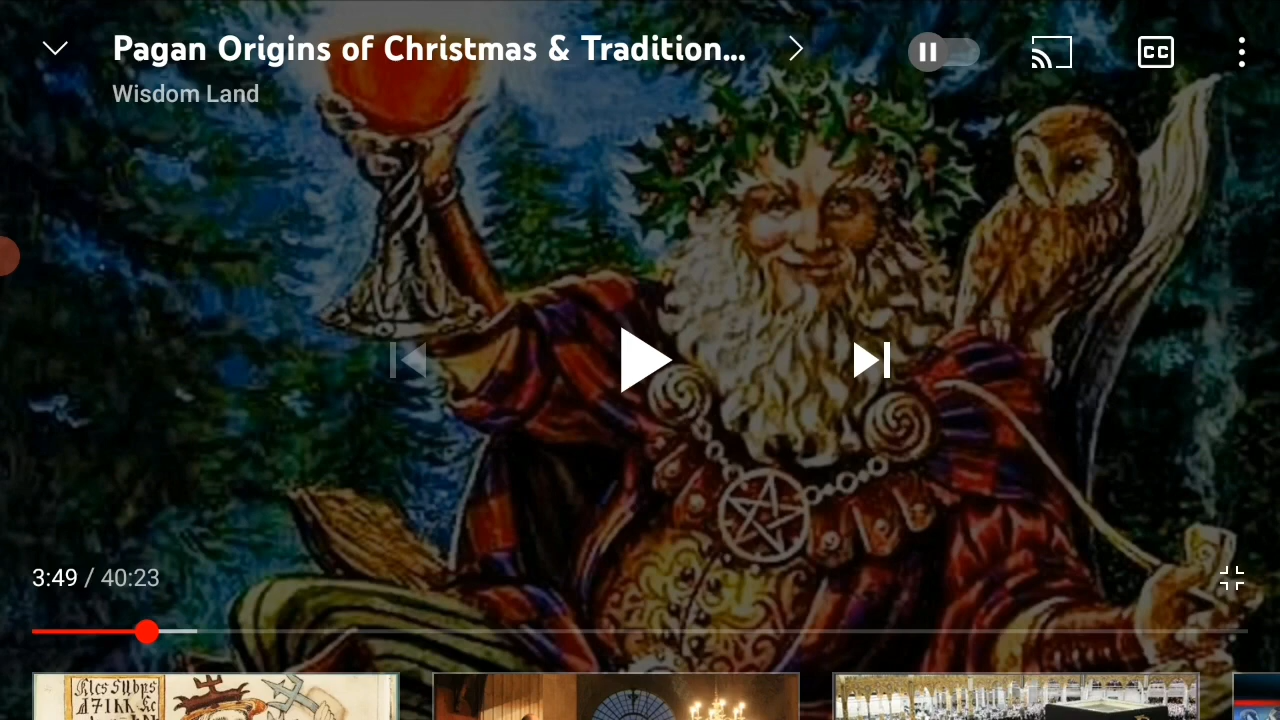 Pagan Origins of Christmas & Tradition...
CC
Wisdom Land
3:49 / 40:23